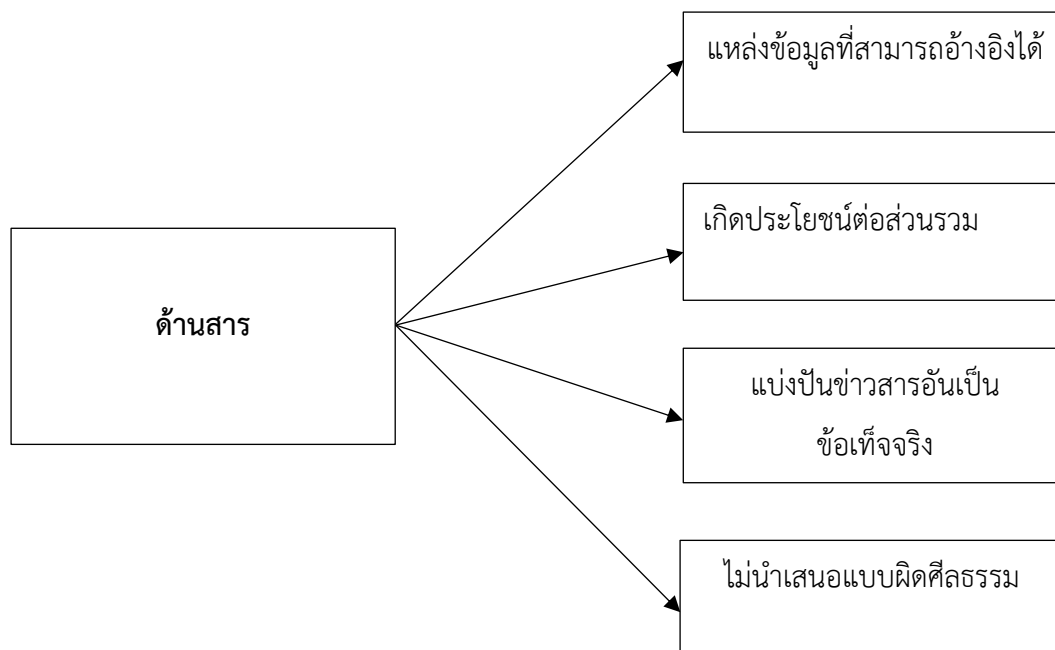 แหล่งข้อมูลที่สามารถอ้างอิงได้
เกิดประโยชน์ต่อส่วนรวม
ด้านสาร
แบ่งปันข่าวสารอันเป็น
ข้อเท็จจริง
ไม่นำเสนอแบบผิดศีลธรรม